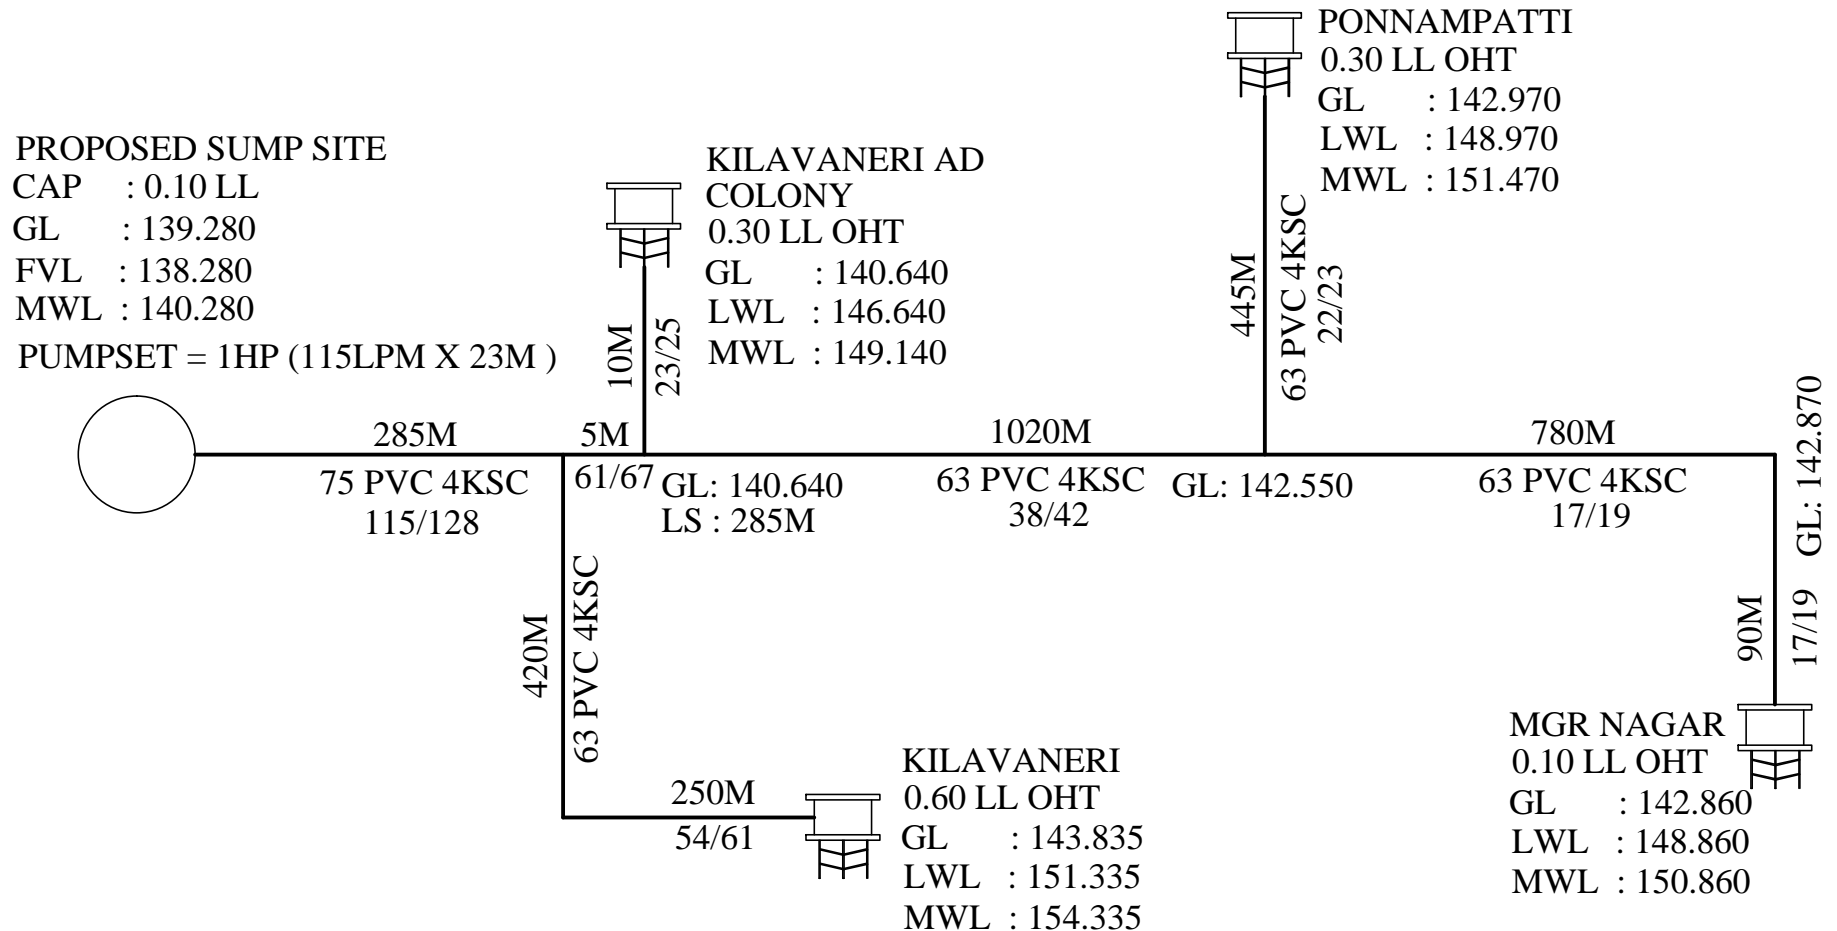 PROPOSED SUMP SITE
CAP : 0.10 LL
GL : 139.280
FVL : 138.280
MWL : 140.280
PUMPSET = 1HP (115LPM X 23M )
KILAVANERI AD
COLONY
0.30 LL OHT
GL : 140.640
LWL : 146.640
MWL : 149.140
PONNAMPATTI
0.30 LL OHT
GL : 142.970
LWL : 148.970
MWL : 151.470
10M
23/25
445M
63 PVC 4KSC
22/23
285M
75 PVC 4KSC
115/128
5M
61/67
GL: 140.640
LS : 285M
1020M
63 PVC 4KSC
38/42
GL: 142.550
780M
63 PVC 4KSC
17/19
GL: 142.870
90M
17/19
420M
63 PVC 4KSC
250M
54/61
KILAVANERI
0.60 LL OHT
GL : 143.835
LWL : 151.335
MWL : 154.335
MGR NAGAR
0.10 LL OHT
GL : 142.860
LWL : 148.860
MWL : 150.860